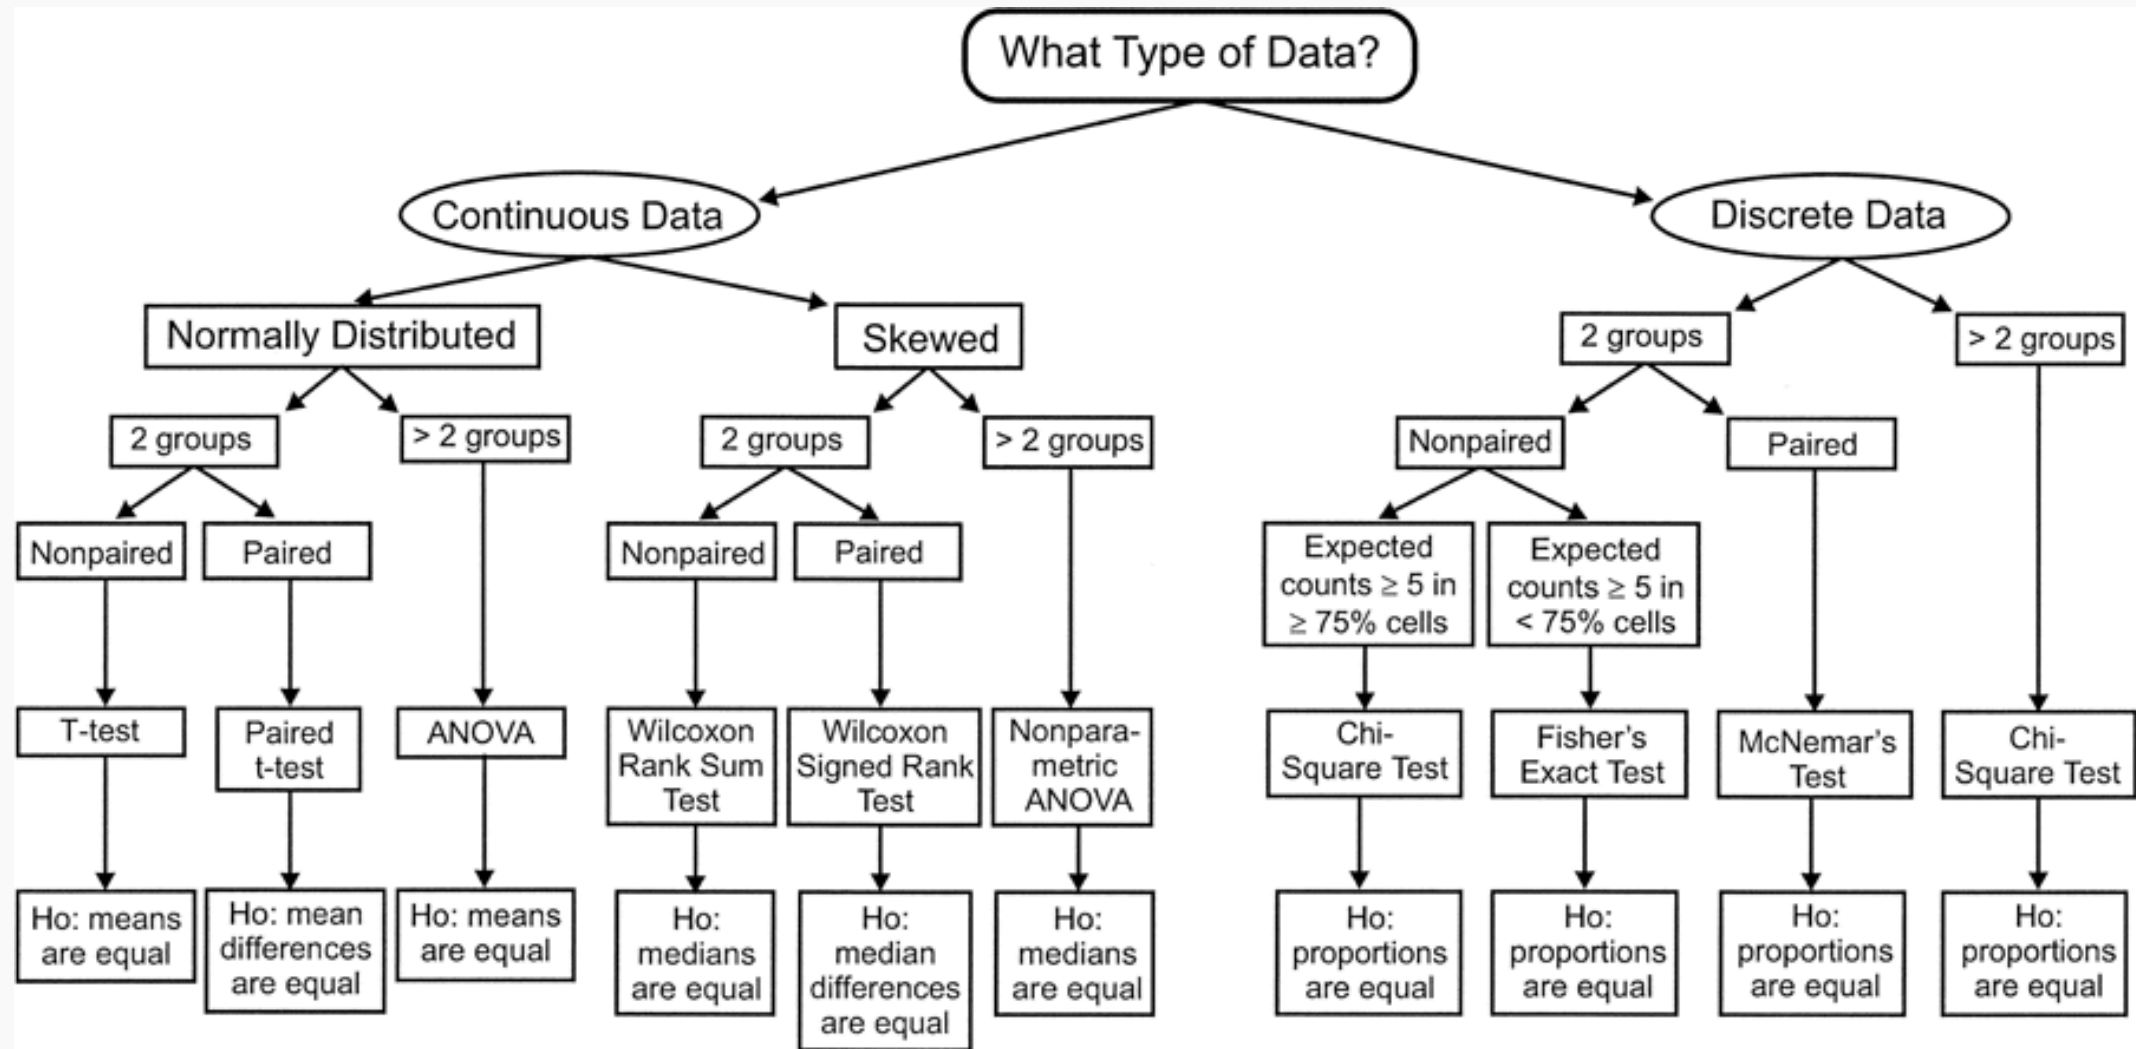 What Type of Data?
Continuous Data
Discrete Data
Normally Distributed
Skewed
2 groups
> 2 groups
2 groups
> 2 groups
2 groups
> 2 groups
Nonpaired
Paired
Nonpaired
Paired
Nonpaired
Paired
Expected
counts ≥ 5 in
≥ 75% cells
Expected
counts ≥ 5 in
< 75% cells
T-test
Paired
t-test
ANOVA
Wilcoxon
Rank Sum
Test
Wilcoxon
Signed Rank
Test
Nonpara-
metric
ANOVA
Chi-
Square Test
Fisher's
Exact Test
McNemar's
Test
Chi-
Square Test
Ho: means
are equal
Ho: mean
differences
are equal
Ho: means
are equal
Ho:
medians
are equal
Ho:
median
differences
are equal
Ho:
medians
are equal
Ho:
proportions
are equal
Ho:
proportions
are equal
Ho:
proportions
are equal
Ho:
proportions
are equal